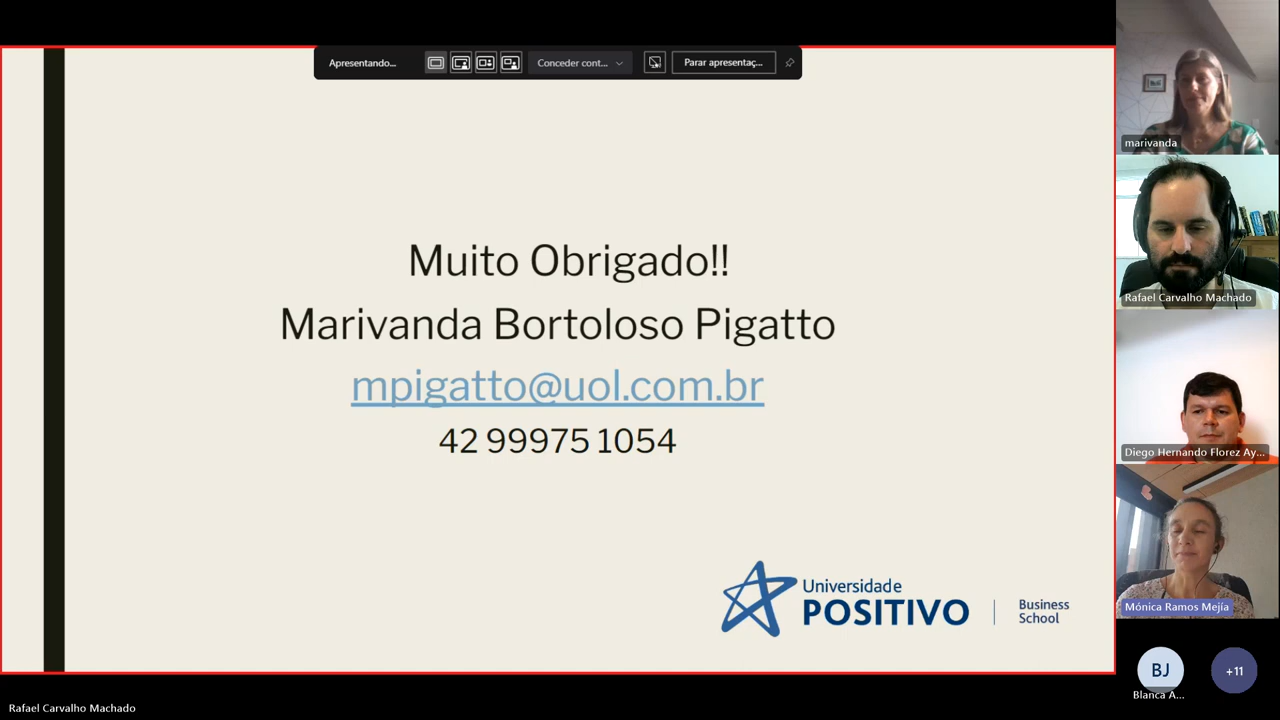 Apresentando...
Conceder cont...
Parar apresentaç...
Muito Obrigado!!
Marivanda Bortoloso Pigatto
mpigatto@uol.com.br
42 99975 1054
Universidade
POSITIVO
Business
School
marivanda
Rafael Carvalho Machado
Diego Hernando Florez Ay...
Mónica Ramos Mejía
BJ
Blanca A...
+11
Rafael Carvalho Machado